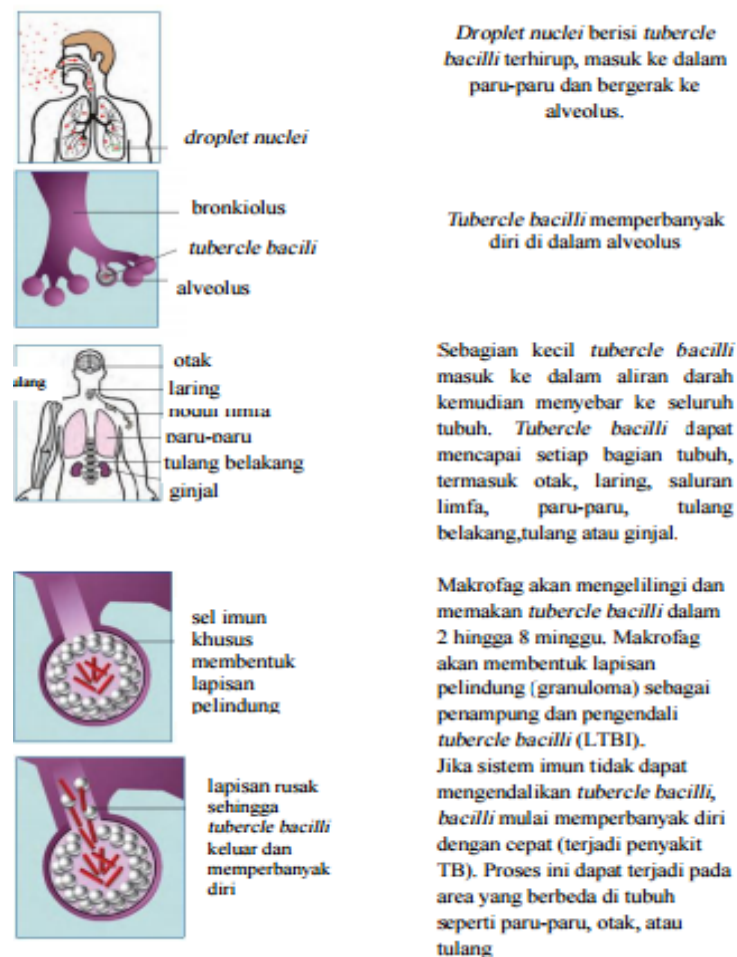 Droplet nuclei berisi tubercle
bacilli terhirup, masuk ke dalam
paru-paru dan bergerak ke
alveolus.
droplet nuclei
bronkiolus
tubercle bacili
alveolus
Tubercle bacilli memperbanyak
diri di dalam alveolus
ulang
otak
laring
nodul limfa
paru-paru
tulang belakang
ginjal
Sebagian kecil tubercle bacilli
masuk ke dalam aliran darah
kemudian menyebar ke seluruh
tubuh. Tubercle bacilli dapat
mencapai setiap bagian tubuh,
termasuk otak, laring, saluran
limfa, paru-paru, tulang
belakang,tulang atau ginjal.
sel imun
khusus
membentuk
lapisan
pelindung
Makrofag akan mengelilingi dan
memakan tubercle bacilli dalam
2 hingga 8 minggu. Makrofag
akan membentuk lapisan
pelindung (granuloma) sebagai
penampung dan pengendali
tubercle bacilli (LTBI).
lapisan rusak
sehingga
tubercle bacilli
keluar dan
memperbanyak
diri
Jika sistem imun tidak dapat
mengendalikan tubercle bacilli,
bacilli mulai memperbanyak diri
dengan cepat (terjadi penyakit
TB). Proses ini dapat terjadi pada
area yang berbeda di tubuh
seperti paru-paru, otak, atau
tulang